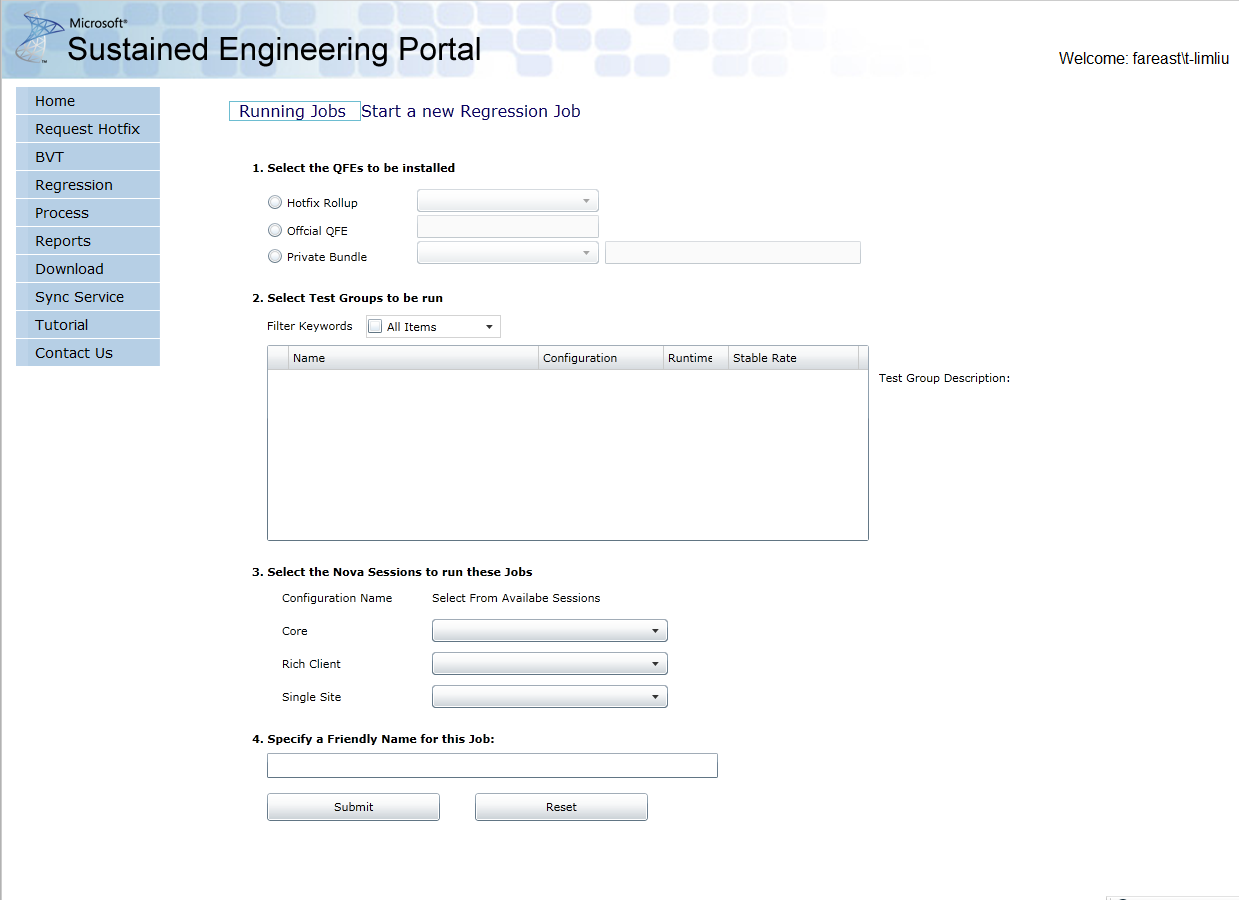 Microsoft®
Sustained Engineering Portal
Welcome: fareast\t-limliu
Home
Request Hotfix
BVT
Regression
Process
Reports
Download
Sync Service
Tutorial
Contact Us
Running Jobs Start a new Regression Job
1. Select the QFEs to be installed
Hotfix Rollup
Offcial QFE
Private Bundle
2. Select Test Groups to be run
Filter Keywords All Items
Name Configuration Runtime Stable Rate
Test Group Description:
3. Select the Nova Sessions to run these Jobs
Configuration Name Select From Availabe Sessions
Core
Rich Client
Single Site
4. Specify a Friendly Name for this Job:
Submit Reset